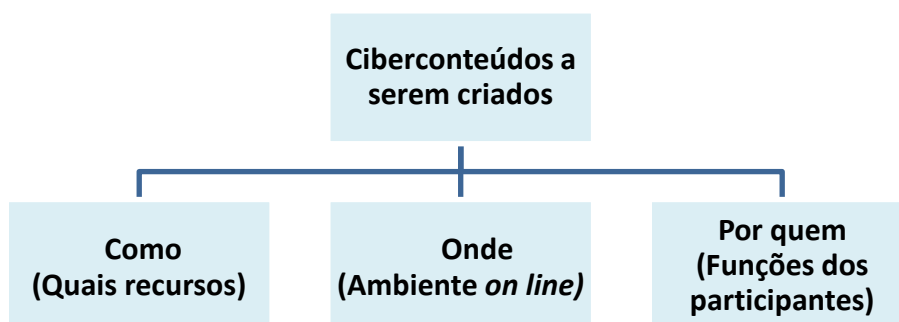 Ciberconteúdos a
serem criados
Como
(Quais recursos)
Onde
(Ambiente on line)
Por quem
(Funções dos
participantes)